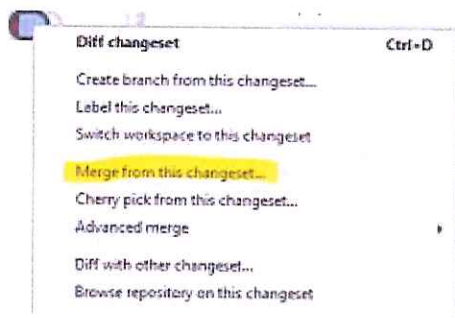 Diff changeset Ctrl+D
Create branch from this changeset...
Label this changeset...
Switch workspace to this changeset
Merge from this changeset...
Cherry pick from this changeset...
Advanced merge
Diff with other changeset...
Browse repository on this changeset